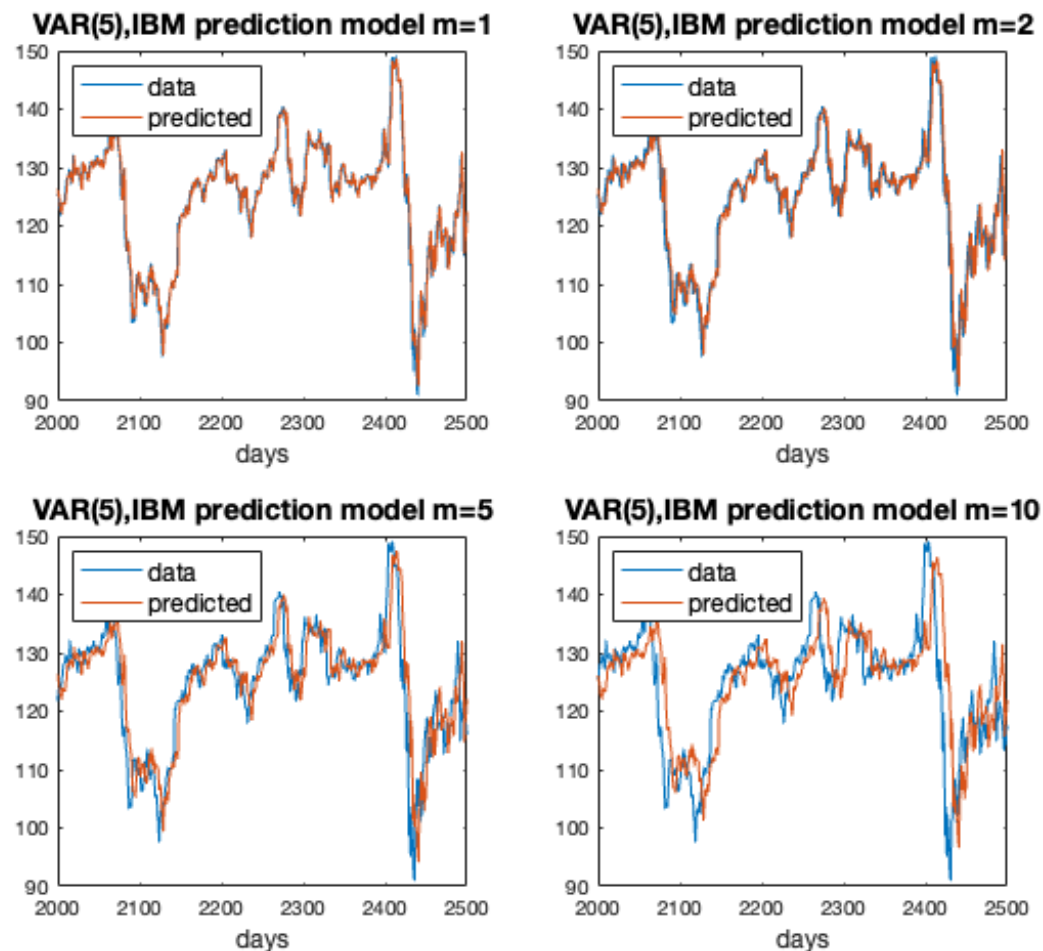 VAR(5),IBM prediction model m=1
150
140
130
120
110
100
90
2000 2100 2200 2300 2400 2500
days
data
predicted
VAR(5),IBM prediction model m=2
150
140
130
120
110
100
90
2000 2100 2200 2300 2400 2500
days
data
predicted
VAR(5),IBM prediction model m=5
150
140
130
120
110
100
90
2000 2100 2200 2300 2400 2500
days
data
predicted
VAR(5),IBM prediction model m=10
150
140
130
120
110
100
90
2000 2100 2200 2300 2400 2500
days
data
predicted